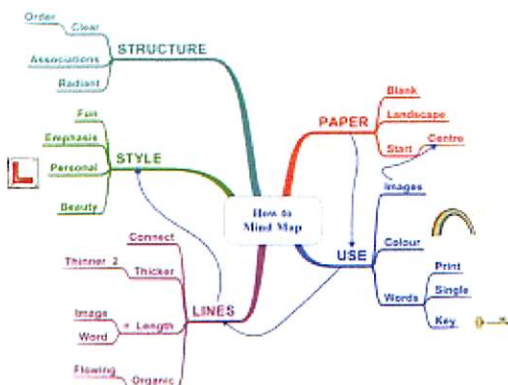 Order
Clear
STRUCTURE
Associations
Radiant
Fun
Emphasis
STYLE
Personal
Beauty
L
How to
Mind Map
PAPER
Blank
Landscape
Start
Centre
Images
USE
Colour
Words
Print
Single
Key
LINES
Connect
Thinner 2
Thicker
Image
Word
= Length
Flowing
Organic